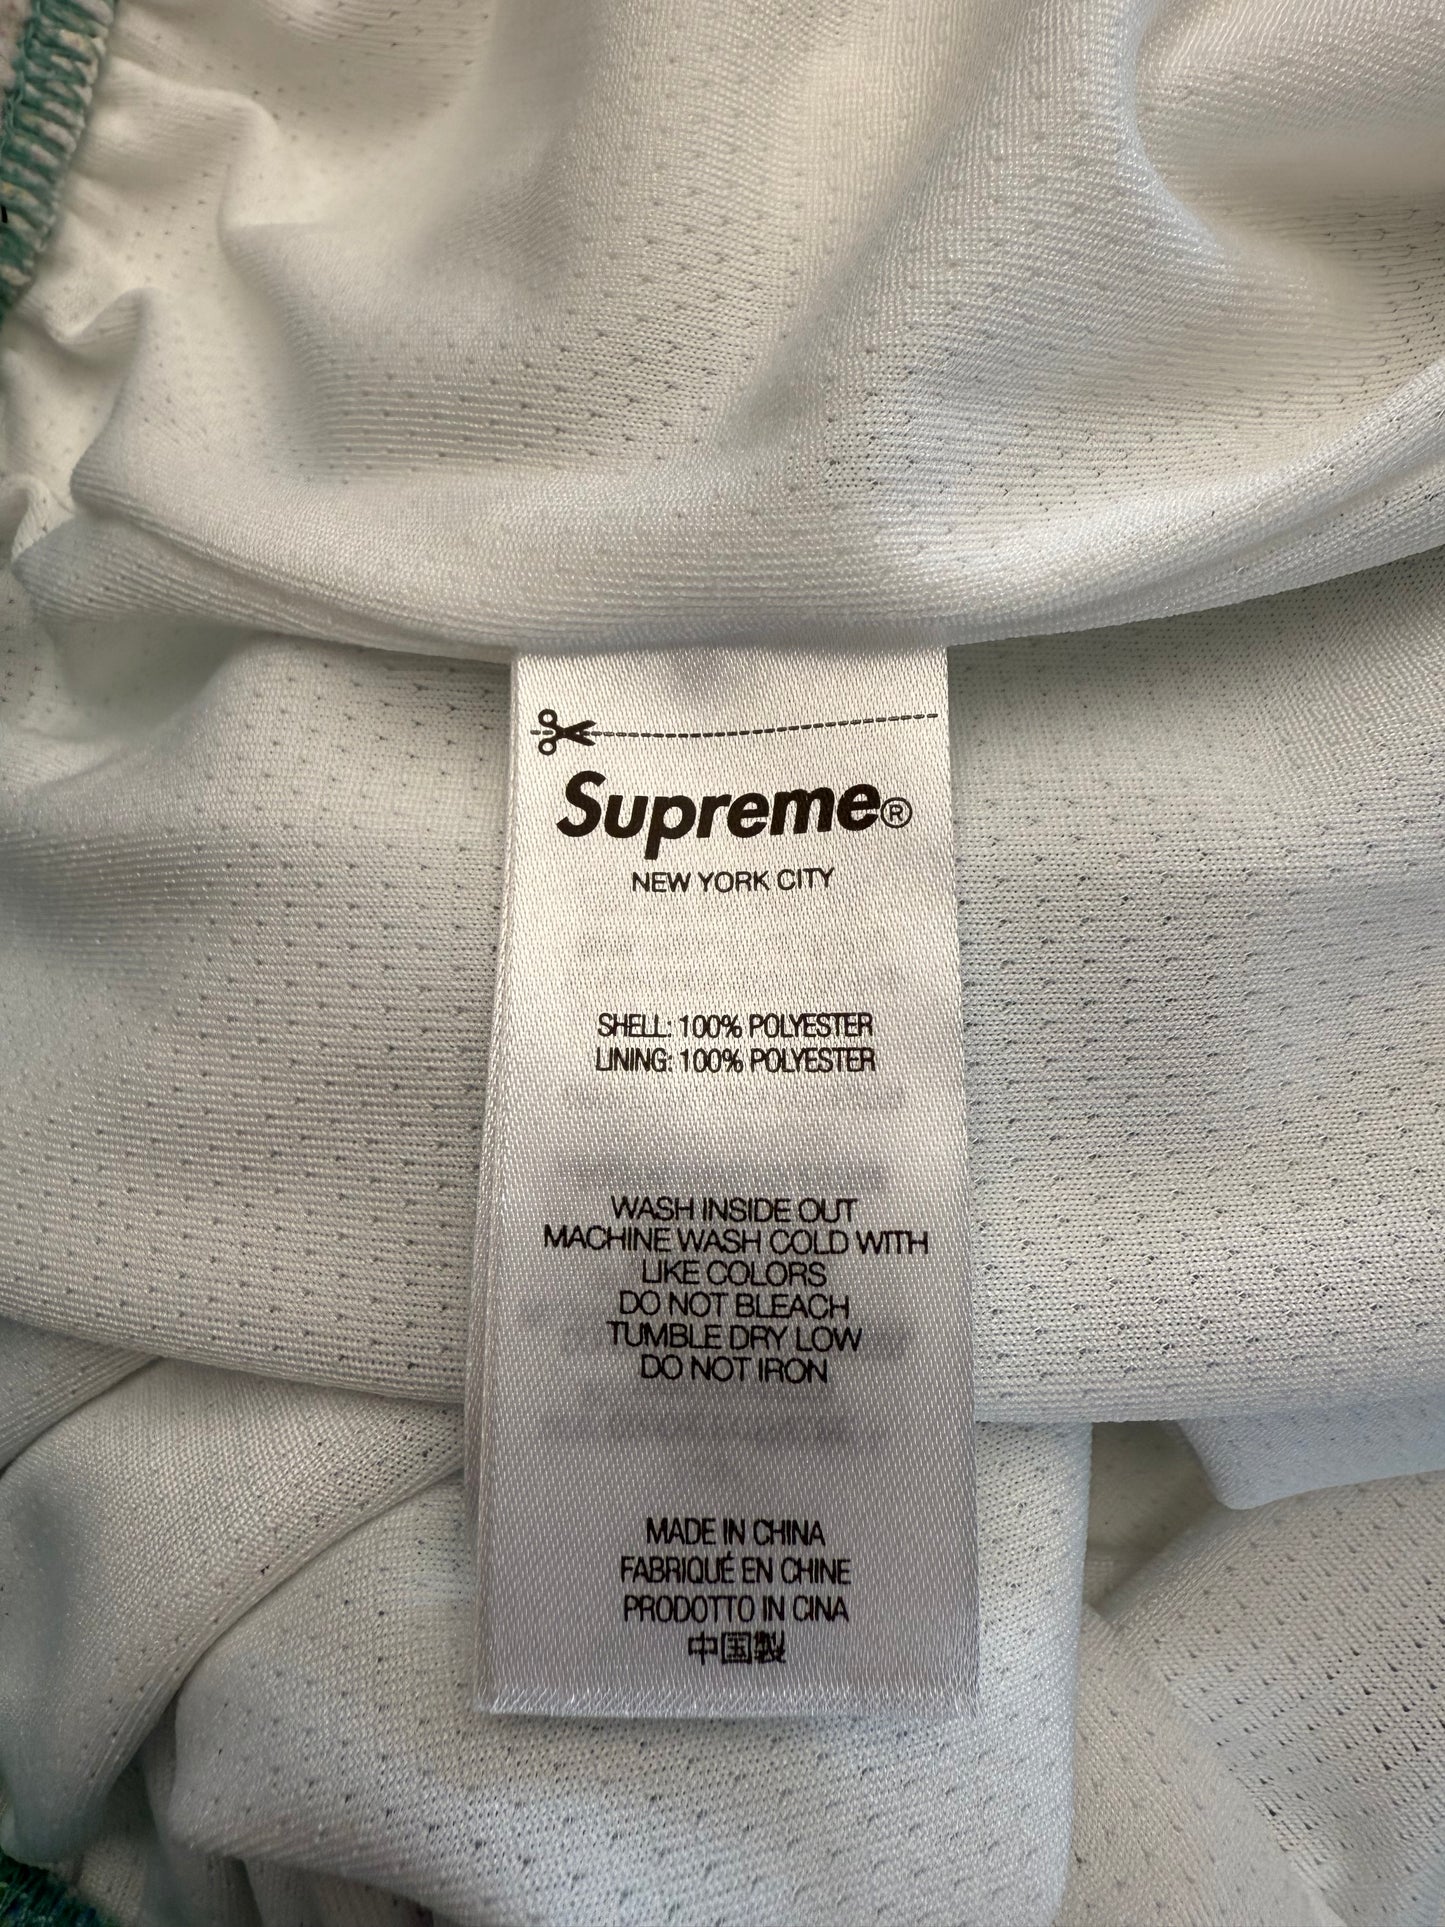 Supreme®
NEW YORK CITY
SHELL: 100% POLYESTER
LINING: 100% POLYESTER
WASH INSIDE OUT
MACHINE WASH COLD WITH
LIKE COLORS
DO NOT BLEACH
TUMBLE DRY LOW
DO NOT IRON
MADE IN CHINA
FABRIQUÉ EN CHINE
PRODOTTO IN CINA
中国製